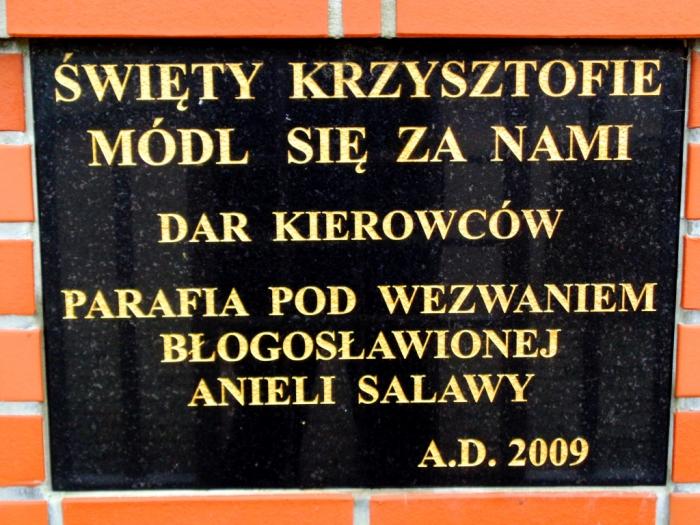 ŚWIĘTY KRZYSZTOFIE
MÓDL SIĘ ZA NAMI
DAR KIEROWCÓW
PARAFIA POD WEZWANIEM
BŁOGOSŁAWIONEJ
ANIELI SALAWY
A.D. 2009